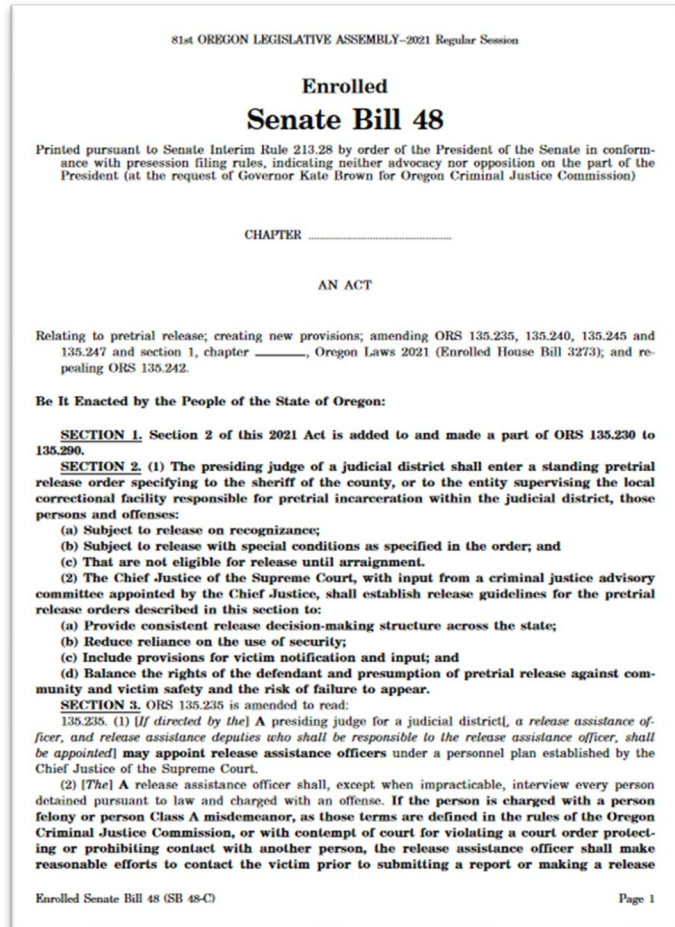 81st OREGON LEGISLATIVE ASSEMBLY--2021 Regular Session
Enrolled
Senate Bill 48
Printed pursuant to Senate Interim Rule 213.28 by order of the President of the Senate in conform-
ance with presession filing rules, indicating neither advocacy nor opposition on the part of the
President (at the request of Governor Kate Brown for Oregon Criminal Justice Commission)
CHAPTER .................................................
AN ACT
Relating to pretrial release; creating new provisions; amending ORS 135.235, 135.240, 135.245 and
135.247 and section 1, chapter ______, Oregon Laws 2021 (Enrolled House Bill 3273); and re-
pealing ORS 135.242.
Be It Enacted by the People of the State of Oregon:
SECTION 1. Section 2 of this 2021 Act is added to and made a part of ORS 135.230 to
135.290.
SECTION 2. (1) The presiding judge of a judicial district shall enter a standing pretrial
release order specifying to the sheriff of the county, or to the entity supervising the local
correctional facility responsible for pretrial incarceration within the judicial district, those
persons and offenses:
(a) Subject to release on recognizance;
(b) Subject to release with special conditions as specified in the order; and
(c) That are not eligible for release until arraignment.
(2) The Chief Justice of the Supreme Court, with input from a criminal justice advisory
committee appointed by the Chief Justice, shall establish release guidelines for the pretrial
release orders described in this section to:
(a) Provide consistent release decision-making structure across the state;
(b) Reduce reliance on the use of security;
(c) Include provisions for victim notification and input; and
(d) Balance the rights of the defendant and presumption of pretrial release against com-
munity and victim safety and the risk of failure to appear.
SECTION 3. ORS 135.235 is amended to read:
135.235. (1) [If directed by the] A presiding judge for a judicial district[, a release assistance of-
ficer, and release assistance deputies who shall be responsible to the release assistance officer, shall
be appointed] may appoint release assistance officers under a personnel plan established by the
Chief Justice of the Supreme Court.
(2) [The] A release assistance officer shall, except when impracticable, interview every person
detained pursuant to law and charged with an offense. If the person is charged with a person
felony or person Class A misdemeanor, as those terms are defined in the rules of the Oregon
Criminal Justice Commission, or with contempt of court for violating a court order protect-
ing or prohibiting contact with another person, the release assistance officer shall make
reasonable efforts to contact the victim prior to submitting a report or making a release
Enrolled Senate Bill 48 (SB 48-C) Page 1